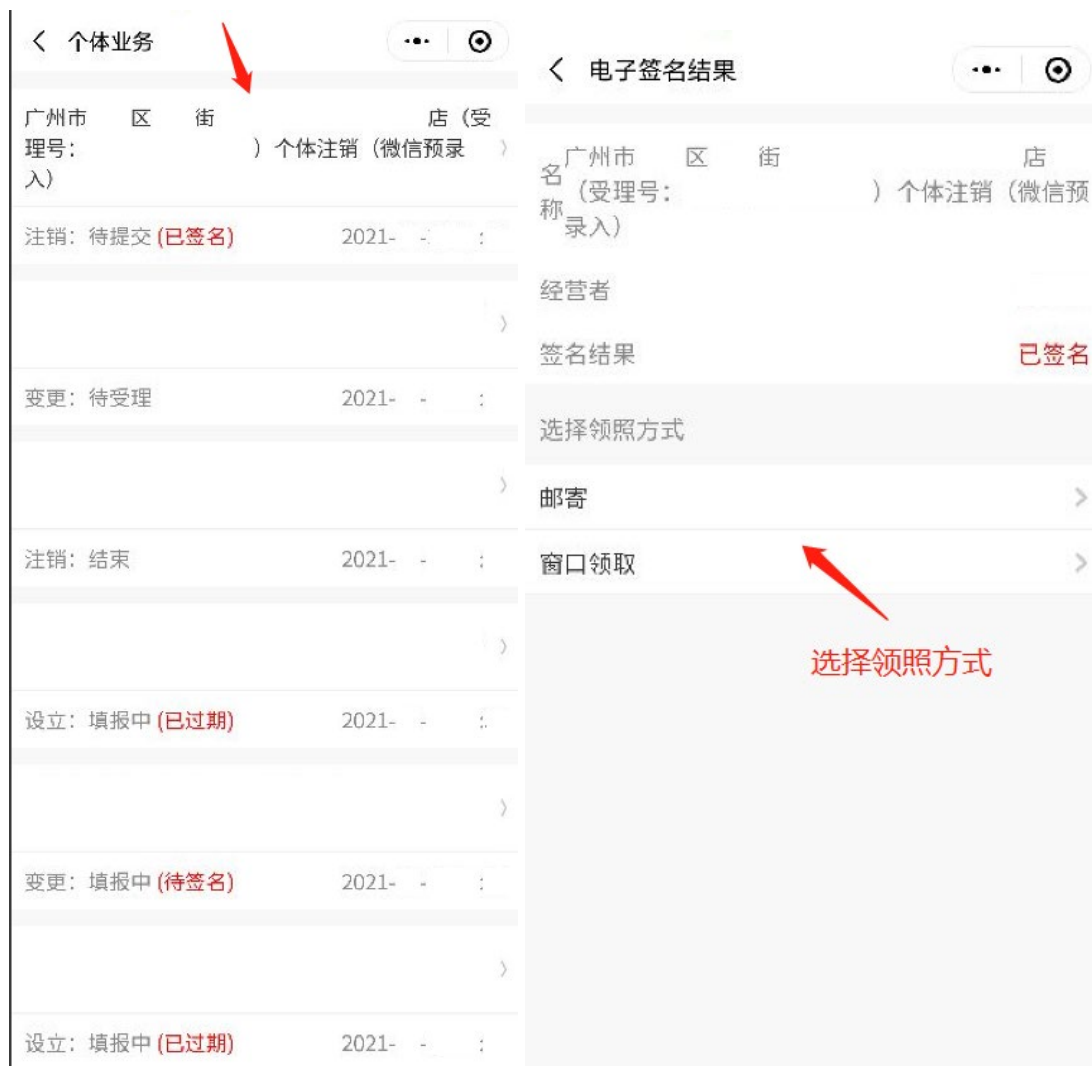 个体业务
广州市 区 街 店（受
理号： ）个体注销（微信预录
入）
注销：待提交(已签名) 2021- -
变更：待受理 2021- - :
注销：结束 2021- - :
设立：填报中(已过期) 2021- - :
变更：填报中(待签名) 2021- - :
设立：填报中(已过期) 2021- - :
电子签名结果
名称
广州市 区 街 店
（受理号： ）个体注销（微信预
录入）
经营者
签名结果 已签名
选择领照方式
邮寄
窗口领取
选择领照方式